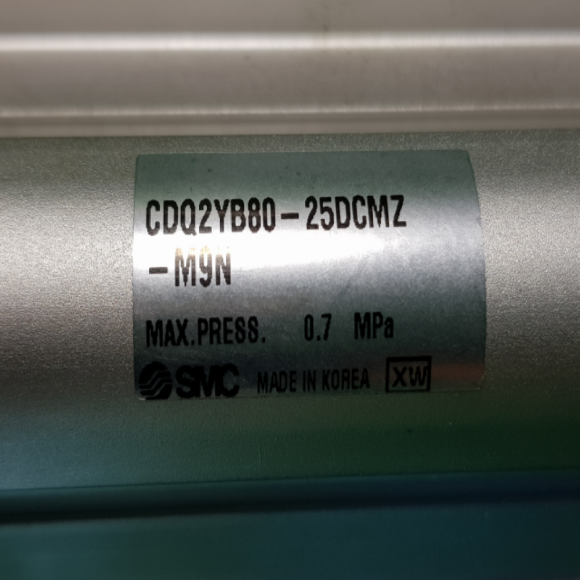 CDQ2YB80-25DCMZ
-M9N
MAX.PRESS. 0.7 MPa
SMC MADE IN KOREA XW